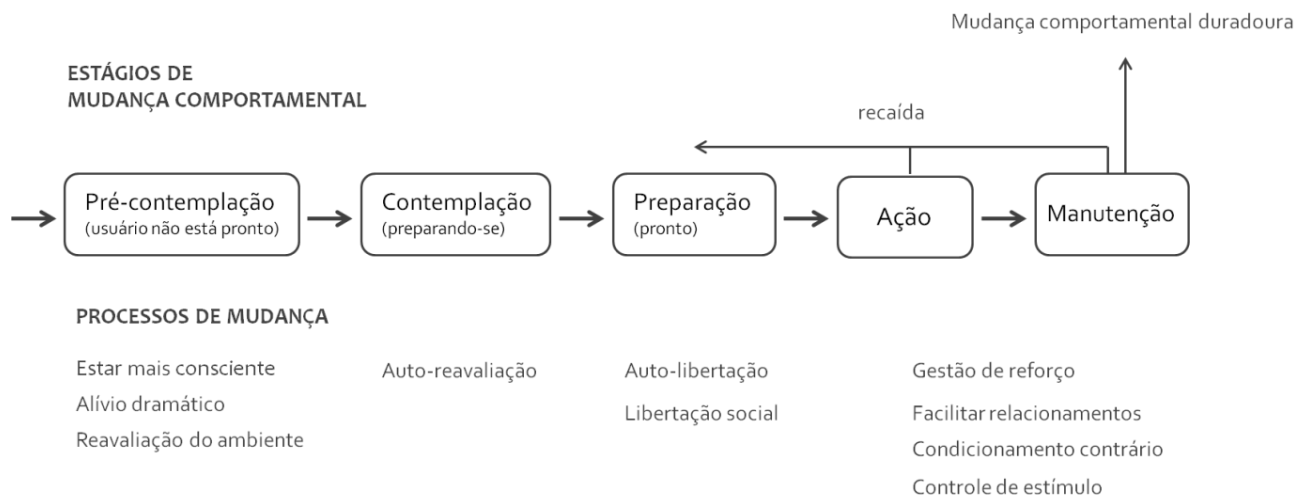 Mudança comportamental duradoura
ESTÁGIOS DE
MUDANÇA COMPORTAMENTAL
recaída
Pré-contemplação
(usuário não está pronto)
Contemplação
(preparando-se)
Preparação
(pronto)
Ação
Manutenção
PROCESSOS DE MUDANÇA
Estar mais consciente
Alívio dramático
Reavaliação do ambiente
Auto-reavaliação
Auto-libertação
Libertação social
Gestão de reforço
Facilitar relacionamentos
Condicionamento contrário
Controle de estímulo